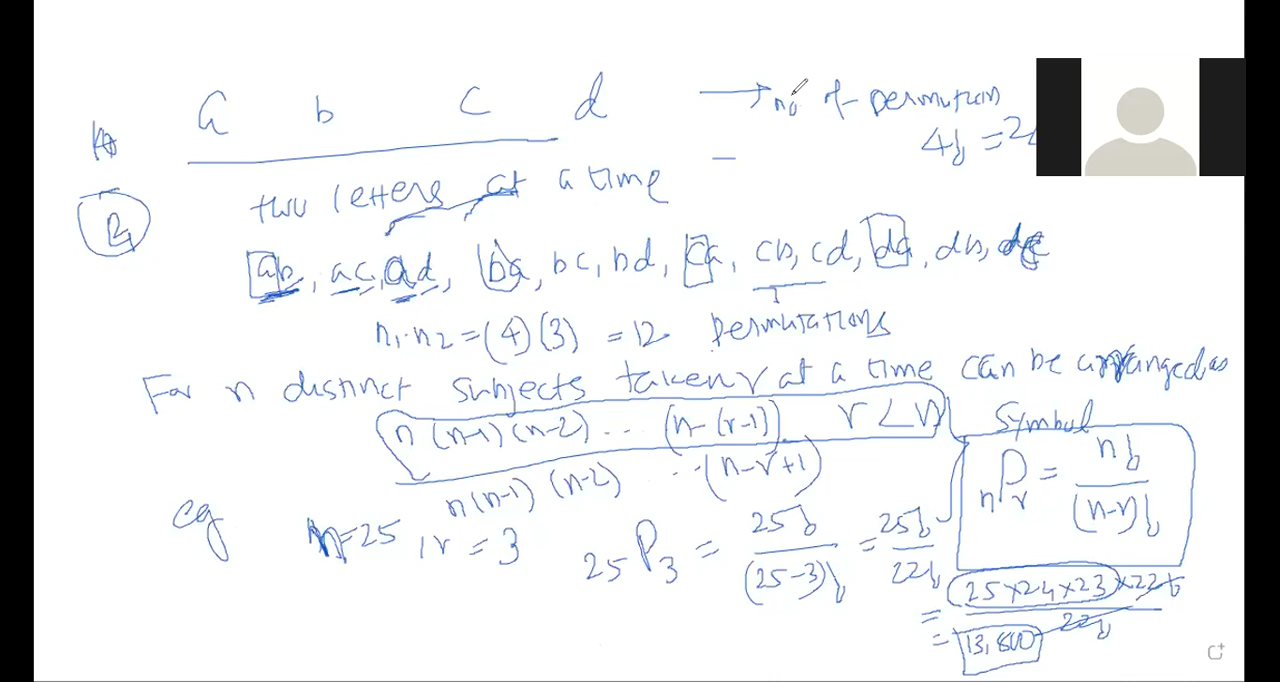 a b c d → no of permution
4! = 24
two letters at a time
ab, ac, ad, ba, bc, bd, ca, cb, cd, da, db, dc
n1·n2 = (4)(3) = 12 permutations
For n distinct subjects taken r at a time can be arranged as
n (n-1)(n-2) ... (n-(r-1)) r < n
Symbol
n(n-1) (n-2) ... (n-r+1)
nPr = n! / (n-r)!
eg n=25, r=3 25P3 = 25! / (25-3)! = 25! / 22!
= 25×24×23×22! / 22!
= 13,800